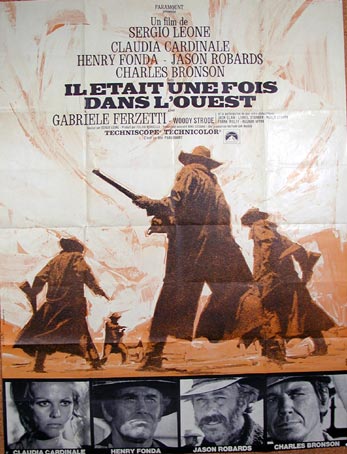 PARAMOUNT
Un film de
SERGIO LEONE
CLAUDIA CARDINALE
HENRY FONDA - JASON ROBARDS
CHARLES BRONSON
IL ETAIT UNE FOIS
DANS L'OUEST
GABRIELE FERZETTI
WOODY STRODE
TECHNISCOPE TECHNICOLOR
CLAUDIA CARDINALE
HENRY FONDA
JASON ROBARDS
CHARLES BRONSON